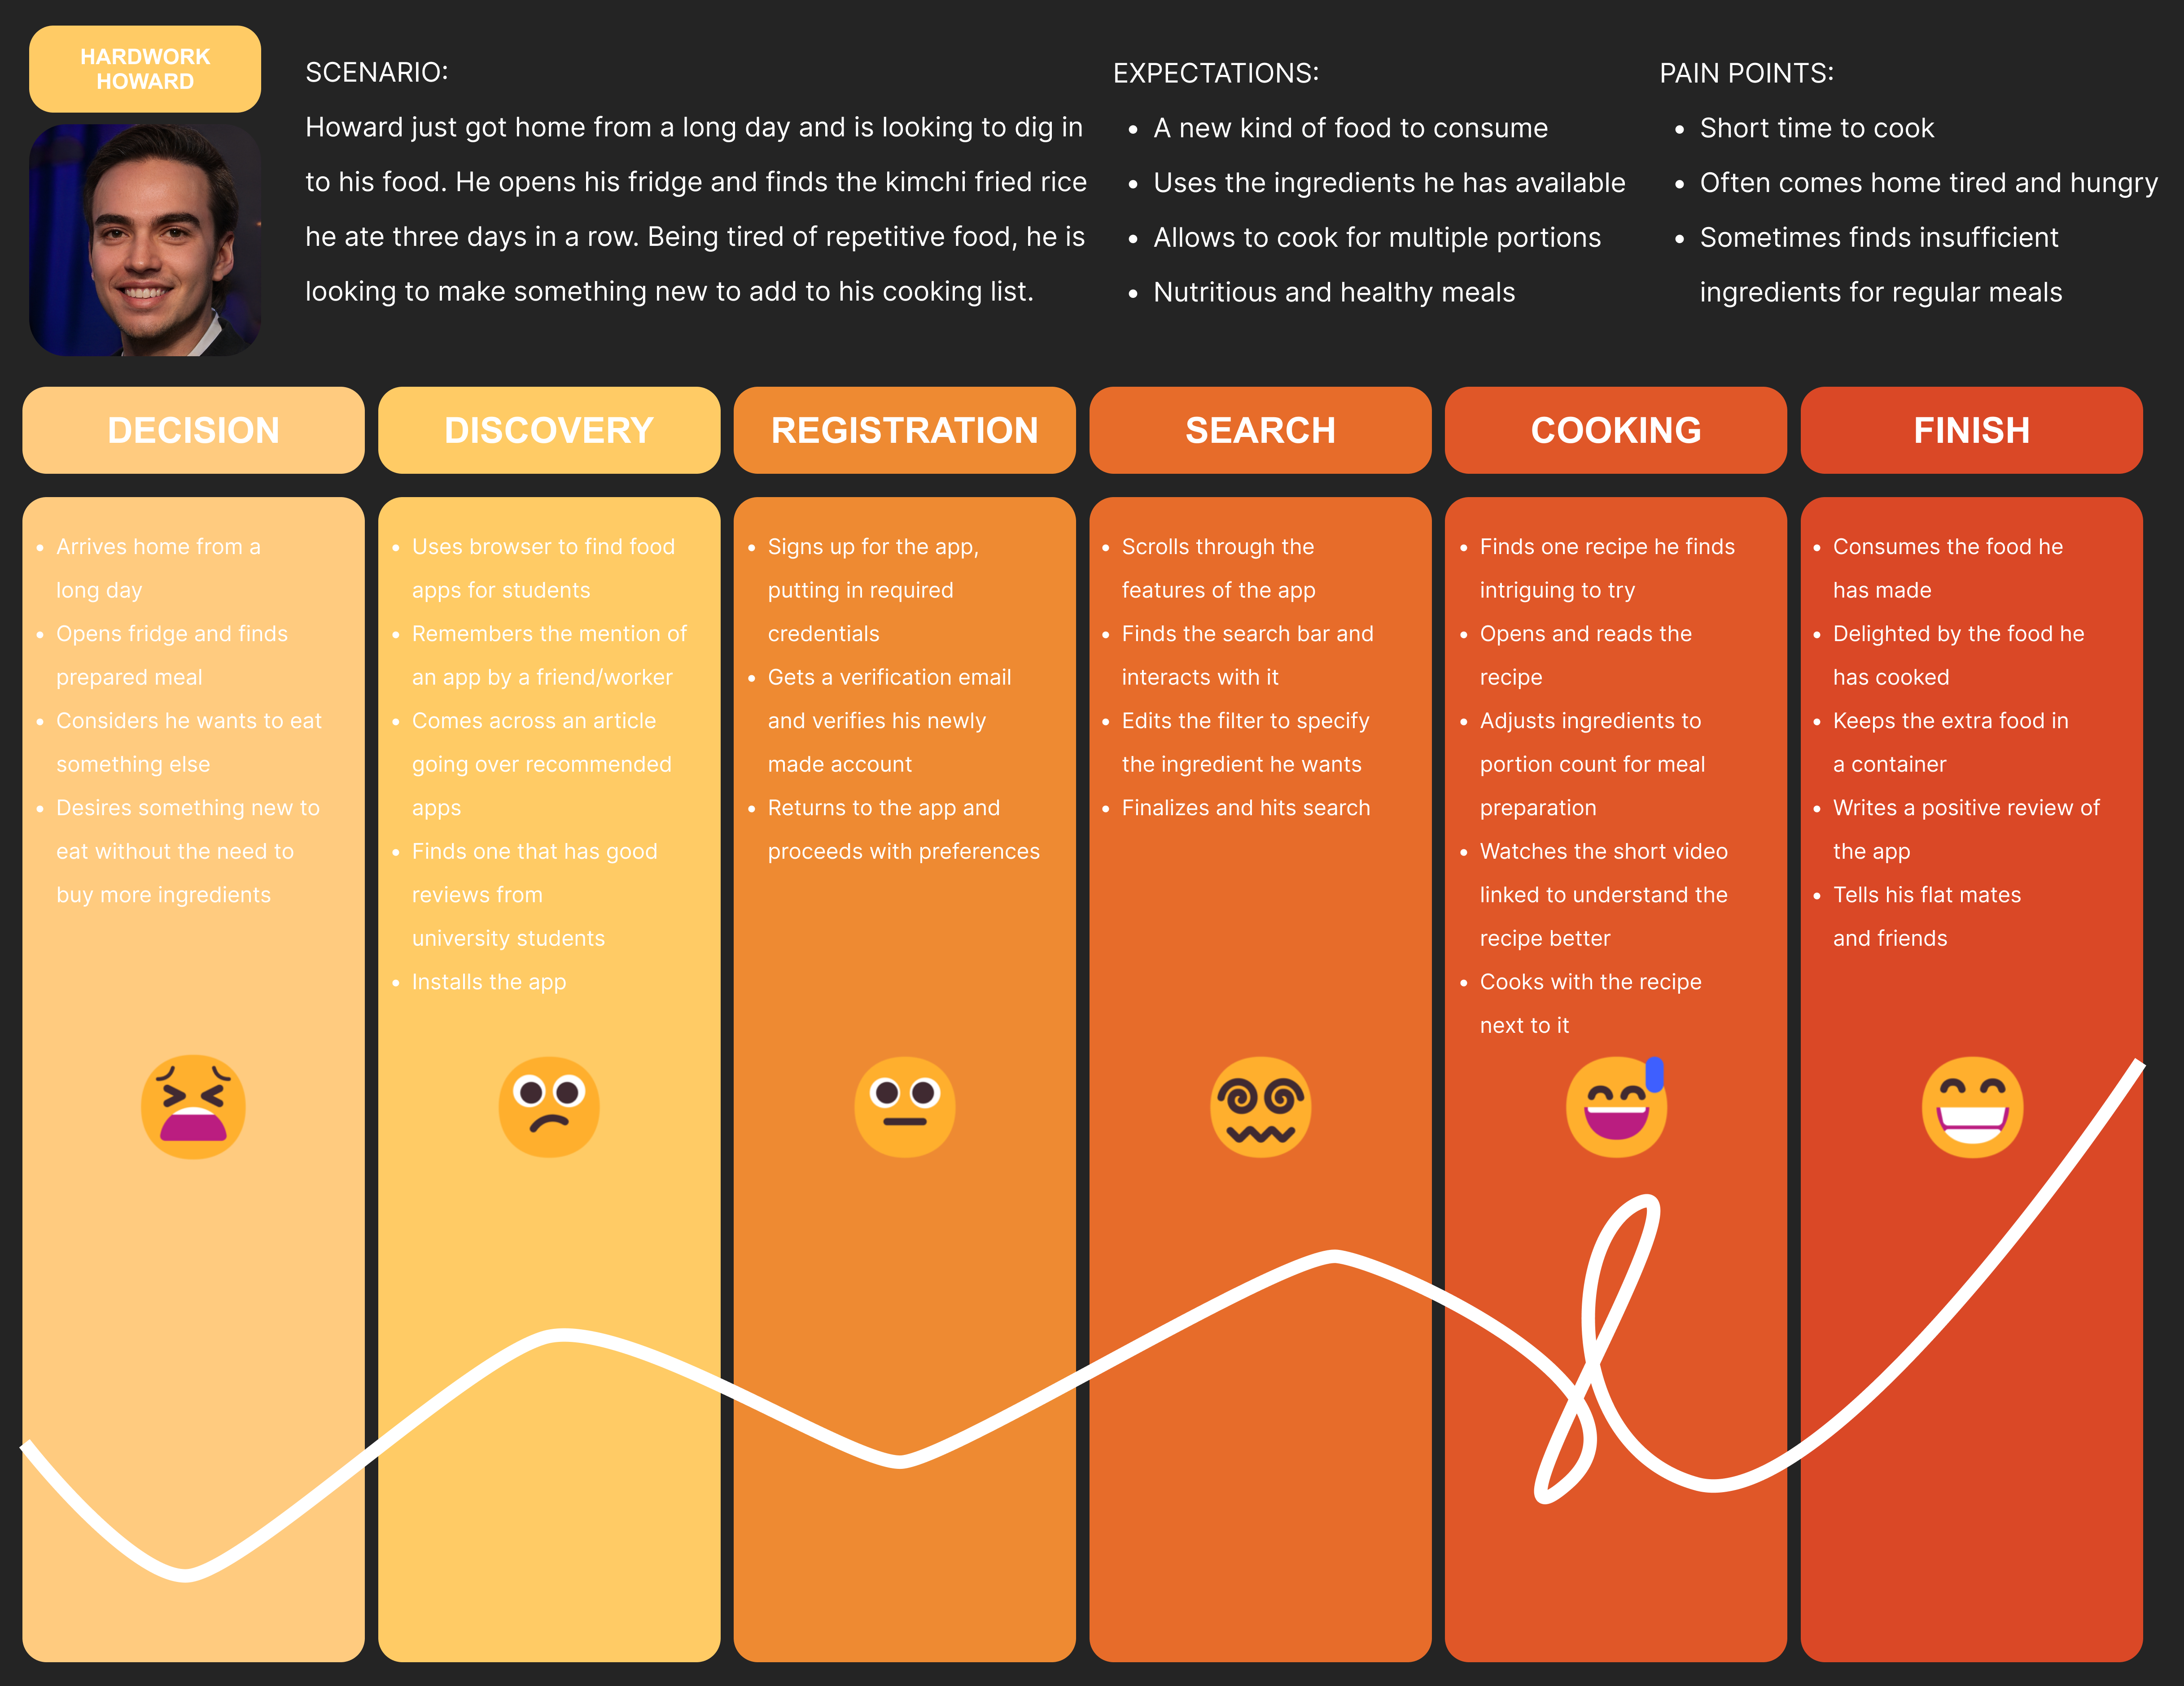 HARDWORK
HOWARD
SCENARIO:
Howard just got home from a long day and is looking to dig in
to his food. He opens his fridge and finds the kimchi fried rice
he ate three days in a row. Being tired of repetitive food, he is
looking to make something new to add to his cooking list.
EXPECTATIONS:
• A new kind of food to consume
• Uses the ingredients he has available
• Allows to cook for multiple portions
• Nutritious and healthy meals
PAIN POINTS:
• Short time to cook
• Often comes home tired and hungry
• Sometimes finds insufficient
ingredients for regular meals
DECISION
• Arrives home from a
long day
• Opens fridge and finds
prepared meal
• Considers he wants to eat
something else
• Desires something new to
eat without the need to
buy more ingredients
DISCOVERY
• Uses browser to find food
apps for students
• Remembers the mention of
an app by a friend/worker
• Comes across an article
going over recommended
apps
• Finds one that has good
reviews from
university students
• Installs the app
REGISTRATION
• Signs up for the app,
putting in required
credentials
• Gets a verification email
and verifies his newly
made account
• Returns to the app and
proceeds with preferences
SEARCH
• Scrolls through the
features of the app
• Finds the search bar and
interacts with it
• Edits the filter to specify
the ingredient he wants
• Finalizes and hits search
COOKING
• Finds one recipe he finds
intriguing to try
• Opens and reads the
recipe
• Adjusts ingredients to
portion count for meal
preparation
• Watches the short video
linked to understand the
recipe better
• Cooks with the recipe
next to it
FINISH
• Consumes the food he
has made
• Delighted by the food he
has cooked
• Keeps the extra food in
a container
• Writes a positive review of
the app
• Tells his flat mates
and friends